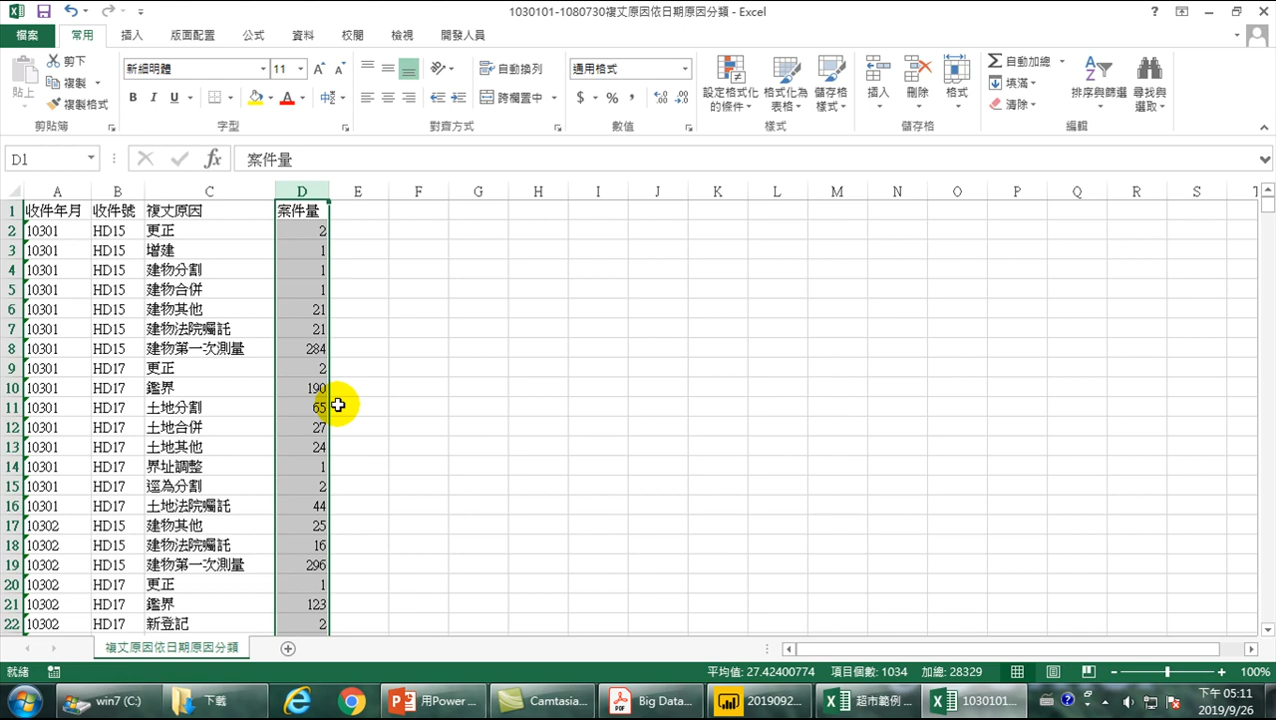 1030101-1080730複丈原因依日期原因分類 - Excel
檔案 常用 插入 版面配置 公式 資料 校閱 檢視 開發人員
貼上 剪下 複製 複製格式 剪貼簿
新細明體 11 A A B I U A 中 字型
自動換列 跨欄置中 對齊方式
通用格式 $ % , 數值
設定格式化的條件 格式化為表格 儲存格樣式 樣式
插入 刪除 格式 儲存格
自動加總 填滿 清除 排序與篩選 尋找與選取 編輯
D1 fx 案件量
A B C D E F G H I J K L M N O P Q R S T
1 收件年月 收件號 複丈原因 案件量
2 10301 HD15 更正 2
3 10301 HD15 增建 1
4 10301 HD15 建物分割 1
5 10301 HD15 建物合併 1
6 10301 HD15 建物其他 21
7 10301 HD15 建物法院囑託 21
8 10301 HD15 建物第一次測量 284
9 10301 HD17 更正 2
10 10301 HD17 鑑界 190
11 10301 HD17 土地分割 65
12 10301 HD17 土地合併 27
13 10301 HD17 土地其他 24
14 10301 HD17 界址調整 1
15 10301 HD17 逕為分割 2
16 10301 HD17 土地法院囑託 44
17 10302 HD15 建物其他 25
18 10302 HD15 建物法院囑託 16
19 10302 HD15 建物第一次測量 296
20 10302 HD17 更正 1
21 10302 HD17 鑑界 123
22 10302 HD17 新登記 2
複丈原因依日期原因分類
就緒 平均值: 27.42400774 項目個數: 1034 加總: 28329 100%
win7 (C:) 下載 用Power ... Camtasia... Big Data... 2019092... 超市範例 ... 1030101... 下午 05:11
2019/9/26